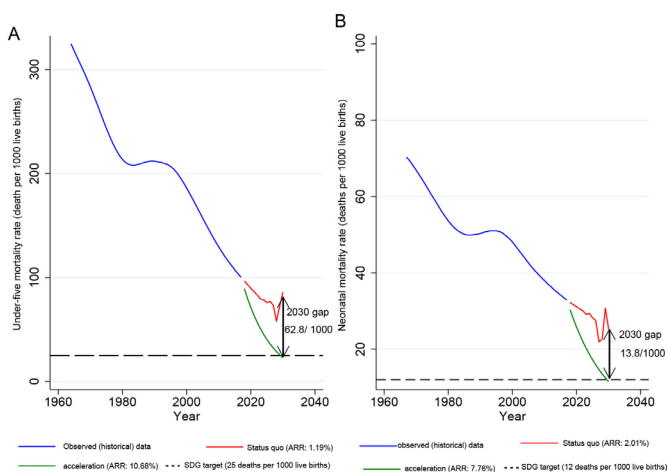 A
Under-five mortality rate (death per 1000 live births)
300
200
100
0
2030 gap
62.8/ 1000
1960
1980
2000
2020
2040
Year
Observed (historical) data
Status quo (ARR: 1.19%)
acceleration (ARR: 10.68%)
SDG target (25 deaths per 1000 live births)
B
Neonatal mortality rate (deaths per 1000 live births)
100
80
60
40
20
2030 gap
13.8/1000
1960
1980
2000
2020
2040
Year
observed (historical) data
Status quo (ARR: 2.01%)
acceleration (ARR: 7.76%)
SDG target (12 deaths per 1000 live births)